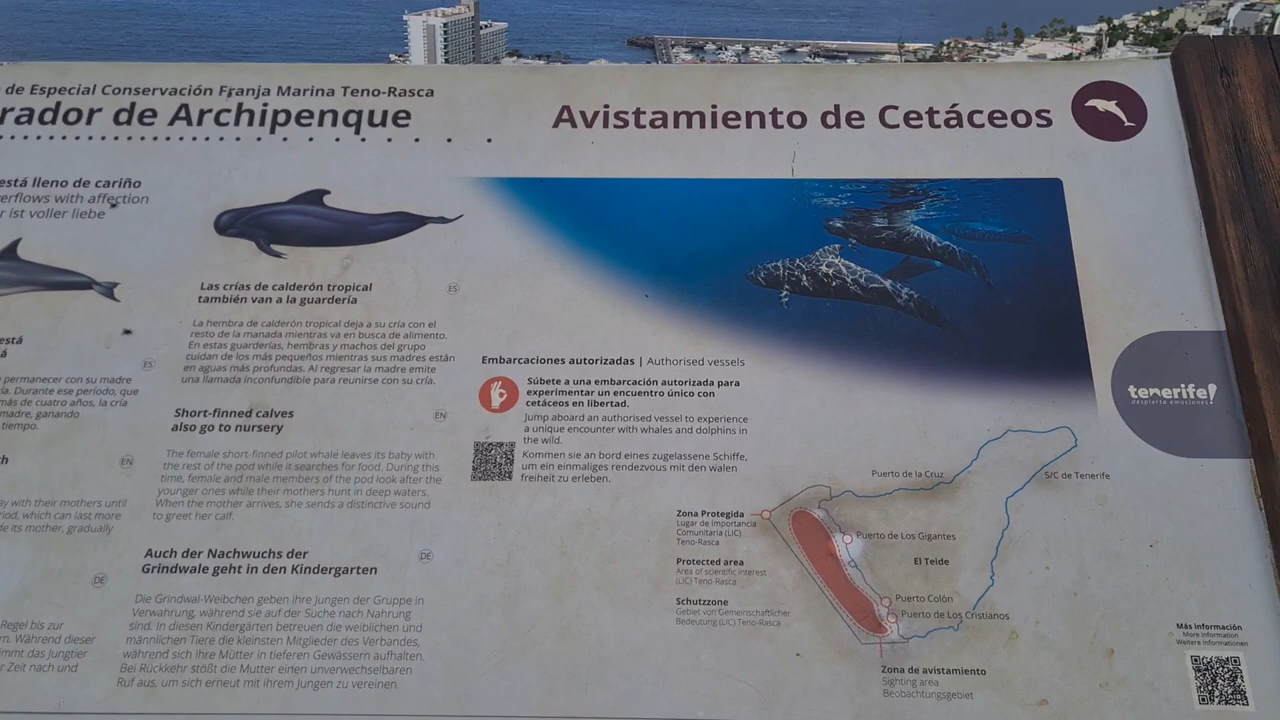 de Especial Conservación Franja Marina Teno-Rasca
rador de Archipenque
Avistamiento de Cetáceos
está lleno de cariño
verflows with affection
r ist voller liebe
está
á
ES
permanecer con su madre
ía. Durante ese período, que
más de cuatro años, la cría
madre, ganando
tiempo.
th
EN
ay with their mothers until
riod, which can last more
de its mother, gradually
DE
Regel bis zur
rn. Während dieser
immt das Jungtier
r Zeit nach und
Las crías de calderón tropical
también van a la guardería
ES
La hembra de calderón tropical deja a su cría con el
resto de la manada mientras va en busca de alimento.
En estas guarderías, hembras y machos del grupo
cuidan de los más pequeños mientras sus madres están
en aguas más profundas. Al regresar la madre emite
una llamada inconfundible para reunirse con su cría.
Short-finned calves
also go to nursery
EN
The female short-finned pilot whale leaves its baby with
the rest of the pod while it searches for food. During this
time, female and male members of the pod look after the
younger ones while their mothers hunt in deep waters.
When the mother arrives, she sends a distinctive sound
to greet her calf.
Auch der Nachwuchs der
Grindwale geht in den Kindergarten
DE
Die Grindwal-Weibchen geben ihre Jungen der Gruppe in
Verwahrung, während sie auf der Suche nach Nahrung
sind. In diesen Kindergärten betreuen die weiblichen und
männlichen Tiere die kleinsten Mitglieder des Verbandes,
während sich ihre Mütter in tieferen Gewässern aufhalten.
Bei Rückkehr stößt die Mutter einen unverwechselbaren
Ruf aus, um sich erneut mit ihrem Jungen zu vereinen.
Embarcaciones autorizadas | Authorised vessels
Súbete a una embarcación autorizada para
experimentar un encuentro único con
cetáceos en libertad.
Jump aboard an authorised vessel to experience
a unique encounter with whales and dolphins in
the wild.
Kommen sie an bord eines zugelassene Schiffe,
um ein einmaliges rendezvous mit den walen
freiheit zu erleben.
tenerife!
despierta emociones
Puerto de la Cruz
S/C de Tenerife
Zona Protegida
Lugar de Importancia
Comunitaria (LIC)
Teno-Rasca
Protected area
Area of scientific interest
(LIC) Teno-Rasca
Schutzzone
Gebiet von Gemeinschaftlicher
Bedeutung (LIC) Teno-Rasca
Puerto de Los Gigantes
El Teide
Puerto Colón
Puerto de Los Cristianos
Zona de avistamiento
Sighting area
Beobachtungsgebiet
Más información
More information
Weitere Informationen